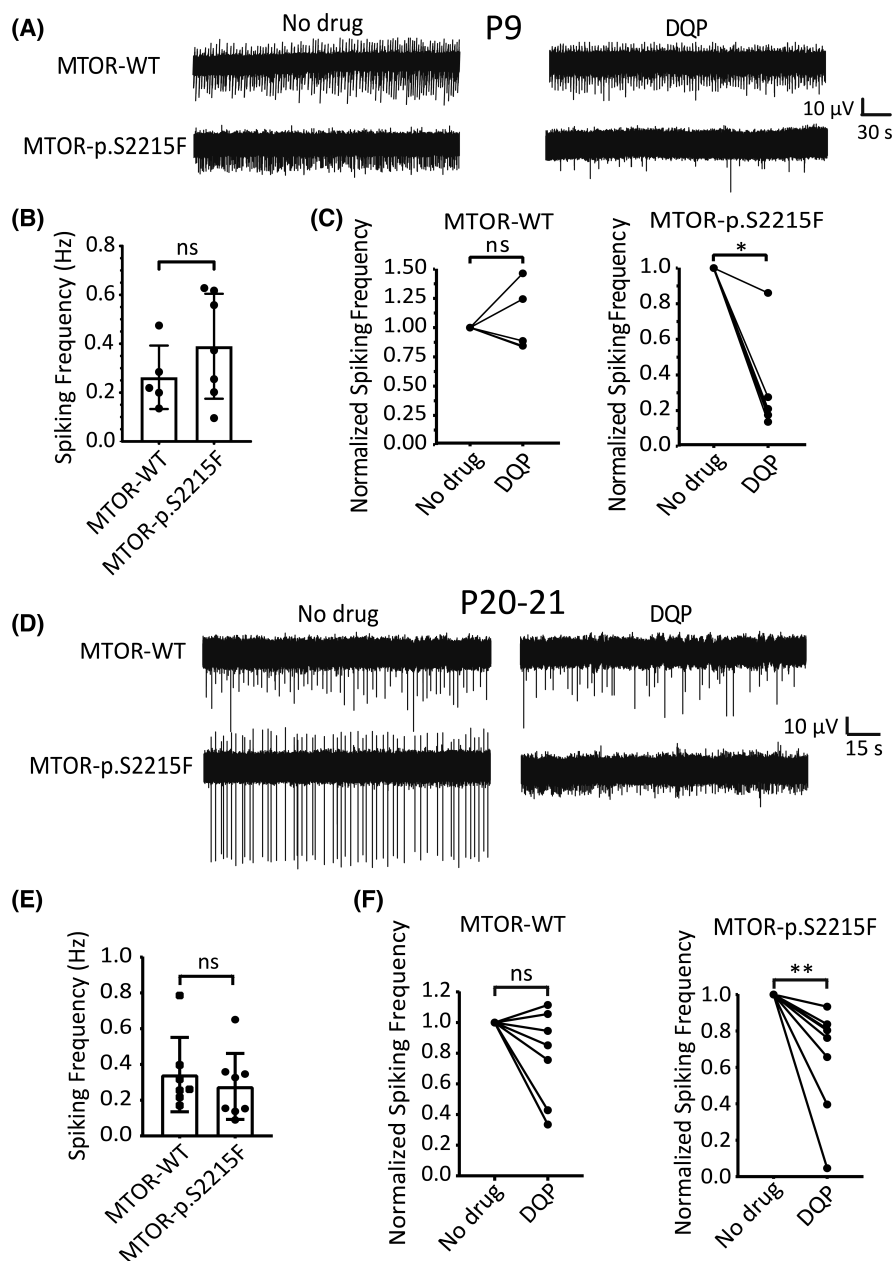 (A)
No drug
P9
DQP
MTOR-WT
10 µV
30 s
MTOR-p.S2215F
(B)
ns
Spiking Frequency (Hz)
0.8
0.6
0.4
0.2
0.0
MTOR-WT
MTOR-p.S2215F
(C)
MTOR-WT
ns
Normalized Spiking Frequency
1.50
1.25
1.00
0.75
0.50
0.25
0.00
No drug
DQP
MTOR-p.S2215F
*
Normalized SpikingFrequency
1.0
0.8
0.6
0.4
0.2
0.0
No drug
DQP
P20-21
(D)
No drug
DQP
MTOR-WT
10 µV
15 s
MTOR-p.S2215F
(E)
ns
Spiking Frequency (Hz)
1.0
0.8
0.6
0.4
0.2
0.0
MTOR-WT
MTOR-p.S2215F
(F)
MTOR-WT
ns
Normalized Spiking Frequency
1.2
1.0
0.8
0.6
0.4
0.2
0.0
No drug
DQP
MTOR-p.S2215F
**
Normalized Spiking Frequency
1.0
0.8
0.6
0.4
0.2
0.0
No drug
DQP